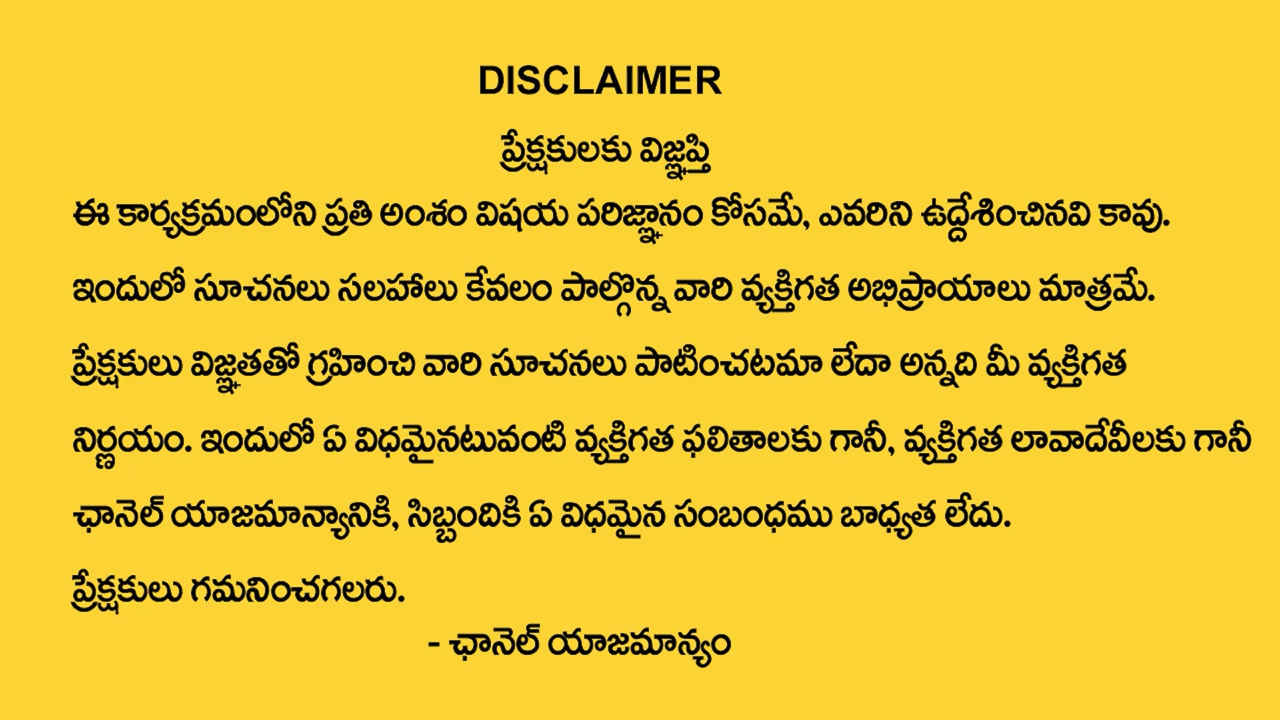 DISCLAIMER
ప్రేక్షకులకు విజ్ఞప్తి
ఈ కార్యక్రమంలోని ప్రతి అంశం విషయ పరిజ్ఞానం కోసమే, ఎవరిని ఉద్దేశించినవి కావు.
ఇందులో సూచనలు సలహాలు కేవలం పాల్గొన్న వారి వ్యక్తిగత అభిప్రాయాలు మాత్రమే.
ప్రేక్షకులు విజ్ఞతతో గ్రహించి వారి సూచనలు పాటించటమా లేదా అన్నది మీ వ్యక్తిగత
నిర్ణయం. ఇందులో ఏ విధమైనటువంటి వ్యక్తిగత ఫలితాలకు గానీ, వ్యక్తిగత లావాదేవీలకు గానీ
ఛానెల్ యాజమాన్యానికి, సిబ్బందికి ఏ విధమైన సంబంధము బాధ్యత లేదు.
ప్రేక్షకులు గమనించగలరు.
- ఛానెల్ యాజమాన్యం